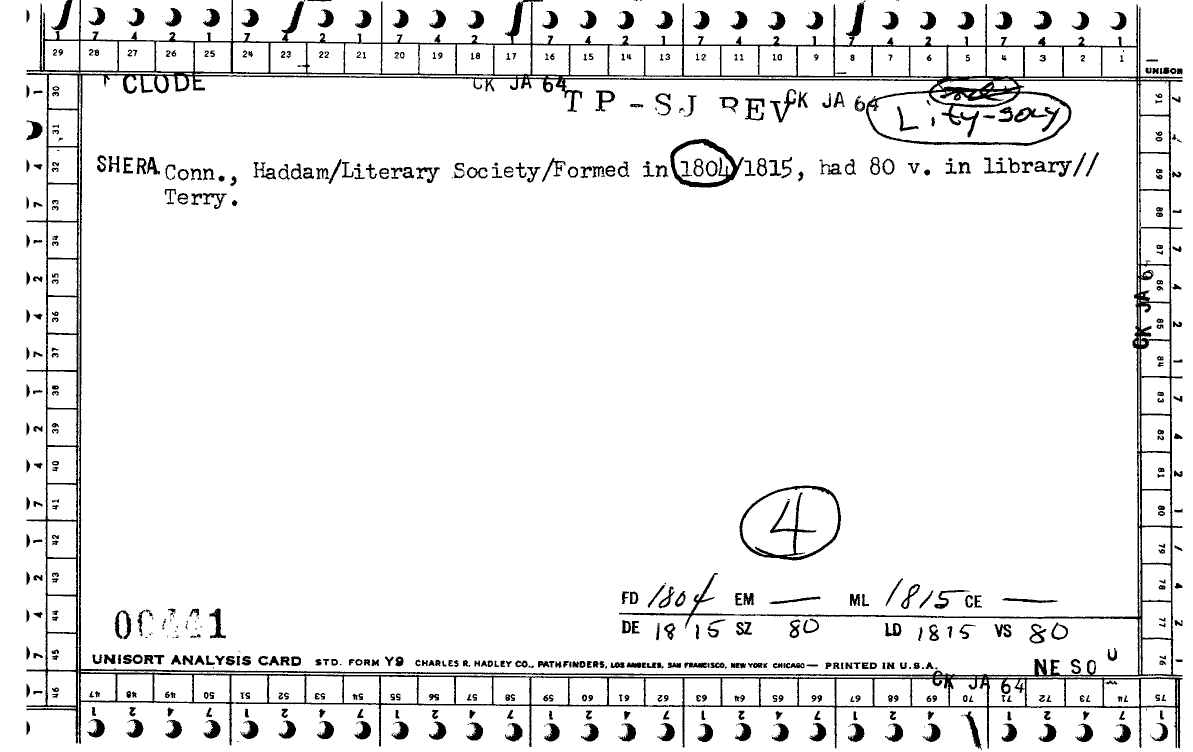 7 4 2 1 7 4 2 1 7 4 2 1 7 4 2 1 7 4 2 1 7 4 2 1 7 4 2 1
29 28 27 26 25 24 23 22 21 20 19 18 17 16 15 14 13 12 11 10 9 8 7 6 5 4 3 2 1
UNISOR
CLODE CK JA 64 TP-SJ REV CK JA 64
Lity-socy
SHERA Conn., Haddam/Literary Society/Formed in 1804/1815, had 80 v. in library//
Terry.
30 31 32 33 34 35 36 37 38 39 40 41 42 43 44 45 46
91 90 89 88 87 86 85 84 83 82 81 80 79 78 77 76
CK JA 6
4
FD 1804 EM — ML 1815 CE —
DE 1815 SZ 80 LD 1815 VS 80
00441
UNISORT ANALYSIS CARD STD. FORM Y9 CHARLES R. HADLEY CO., PATHFINDERS, LOS ANGELES, SAN FRANCISCO, NEW YORK CHICAGO — PRINTED IN U.S.A.
NE SO U
CK JA 64
47 48 49 50 51 52 53 54 55 56 57 58 59 60 61 62 63 64 65 66 67 68 69 70 71 72 73 74 75
1 2 4 7 1 2 4 7 1 2 4 7 1 2 4 7 1 2 4 7 1 2 4 7 1 2 4 7 1